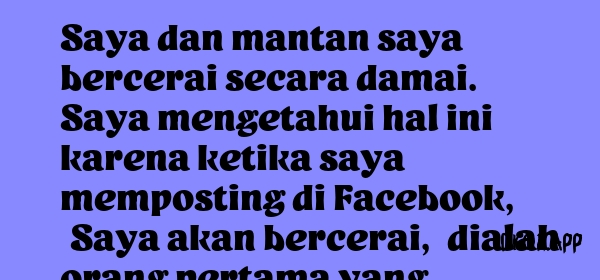 Saya dan mantan saya
bercerai secara damai.
Saya mengetahui hal ini
karena ketika saya
memposting di Facebook,
Saya akan bercerai, dialah
orang pertama yang